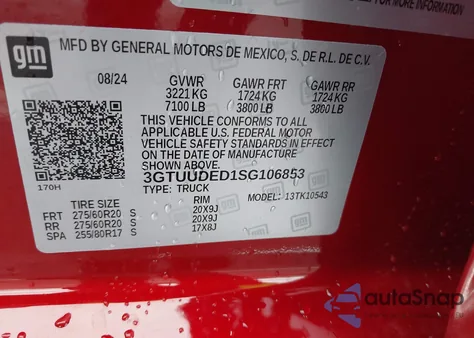 gm
MFD BY GENERAL MOTORS DE MEXICO, S. DE R.L. DE C.V.
08/24 GVWR GAWR FRT GAWR RR
3221 KG 1724 KG 1724 KG
7100 LB 3800 LB 3800 LB
THIS VEHICLE CONFORMS TO ALL
APPLICABLE U.S. FEDERAL MOTOR
VEHICLE SAFETY STANDARDS IN EFFECT
ON THE DATE OF MANUFACTURE
SHOWN ABOVE.
3GTUUDED1SG106853
170H TYPE: TRUCK
MODEL: 13TK10543
TIRE SIZE RIM
FRT 275/60R20 S 20X9J
RR 275/60R20 S 20X9J
SPA 255/80R17 S 17X8J
autoSnap